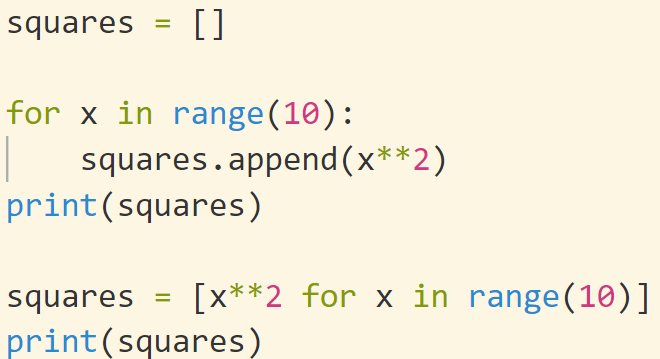 squares = []
for x in range(10):
    squares.append(x**2)
print(squares)
squares = [x**2 for x in range(10)]
print(squares)